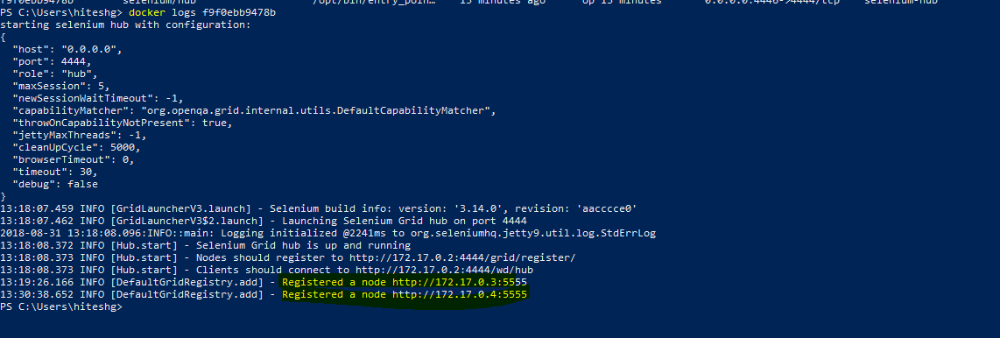 f9f0ebb9478b selenium/hub "/opt/bin/entry_poin…" 15 minutes ago Up 15 minutes 0.0.0.0:4446->4444/tcp selenium-hub
PS C:\Users\hiteshg> docker logs f9f0ebb9478b
starting selenium hub with configuration:
{
"host": "0.0.0.0",
"port": 4444,
"role": "hub",
"maxSession": 5,
"newSessionWaitTimeout": -1,
"capabilityMatcher": "org.openqa.grid.internal.utils.DefaultCapabilityMatcher",
"throwOnCapabilityNotPresent": true,
"jettyMaxThreads": -1,
"cleanUpCycle": 5000,
"browserTimeout": 0,
"timeout": 30,
"debug": false
}
13:18:07.459 INFO [GridLauncherV3.launch] - Selenium build info: version: '3.14.0', revision: 'aacccce0'
13:18:07.462 INFO [GridLauncherV3$2.launch] - Launching Selenium Grid hub on port 4444
2018-08-31 13:18:08.096:INFO::main: Logging initialized @2241ms to org.seleniumhq.jetty9.util.log.StdErrLog
13:18:08.372 INFO [Hub.start] - Selenium Grid hub is up and running
13:18:08.373 INFO [Hub.start] - Nodes should register to http://172.17.0.2:4444/grid/register/
13:18:08.373 INFO [Hub.start] - Clients should connect to http://172.17.0.2:4444/wd/hub
13:19:26.166 INFO [DefaultGridRegistry.add] - Registered a node http://172.17.0.3:5555
13:30:38.652 INFO [DefaultGridRegistry.add] - Registered a node http://172.17.0.4:5555
PS C:\Users\hiteshg>